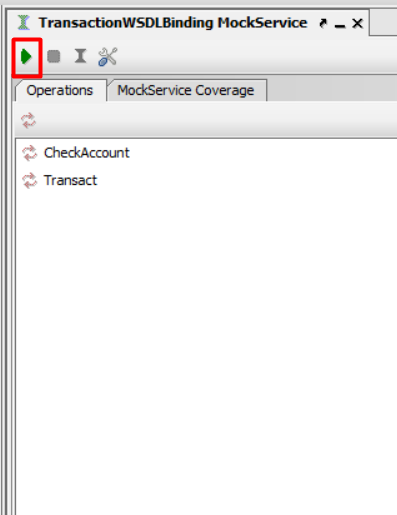 TransactionWSDLBinding MockService
Operations MockService Coverage
CheckAccount
Transact